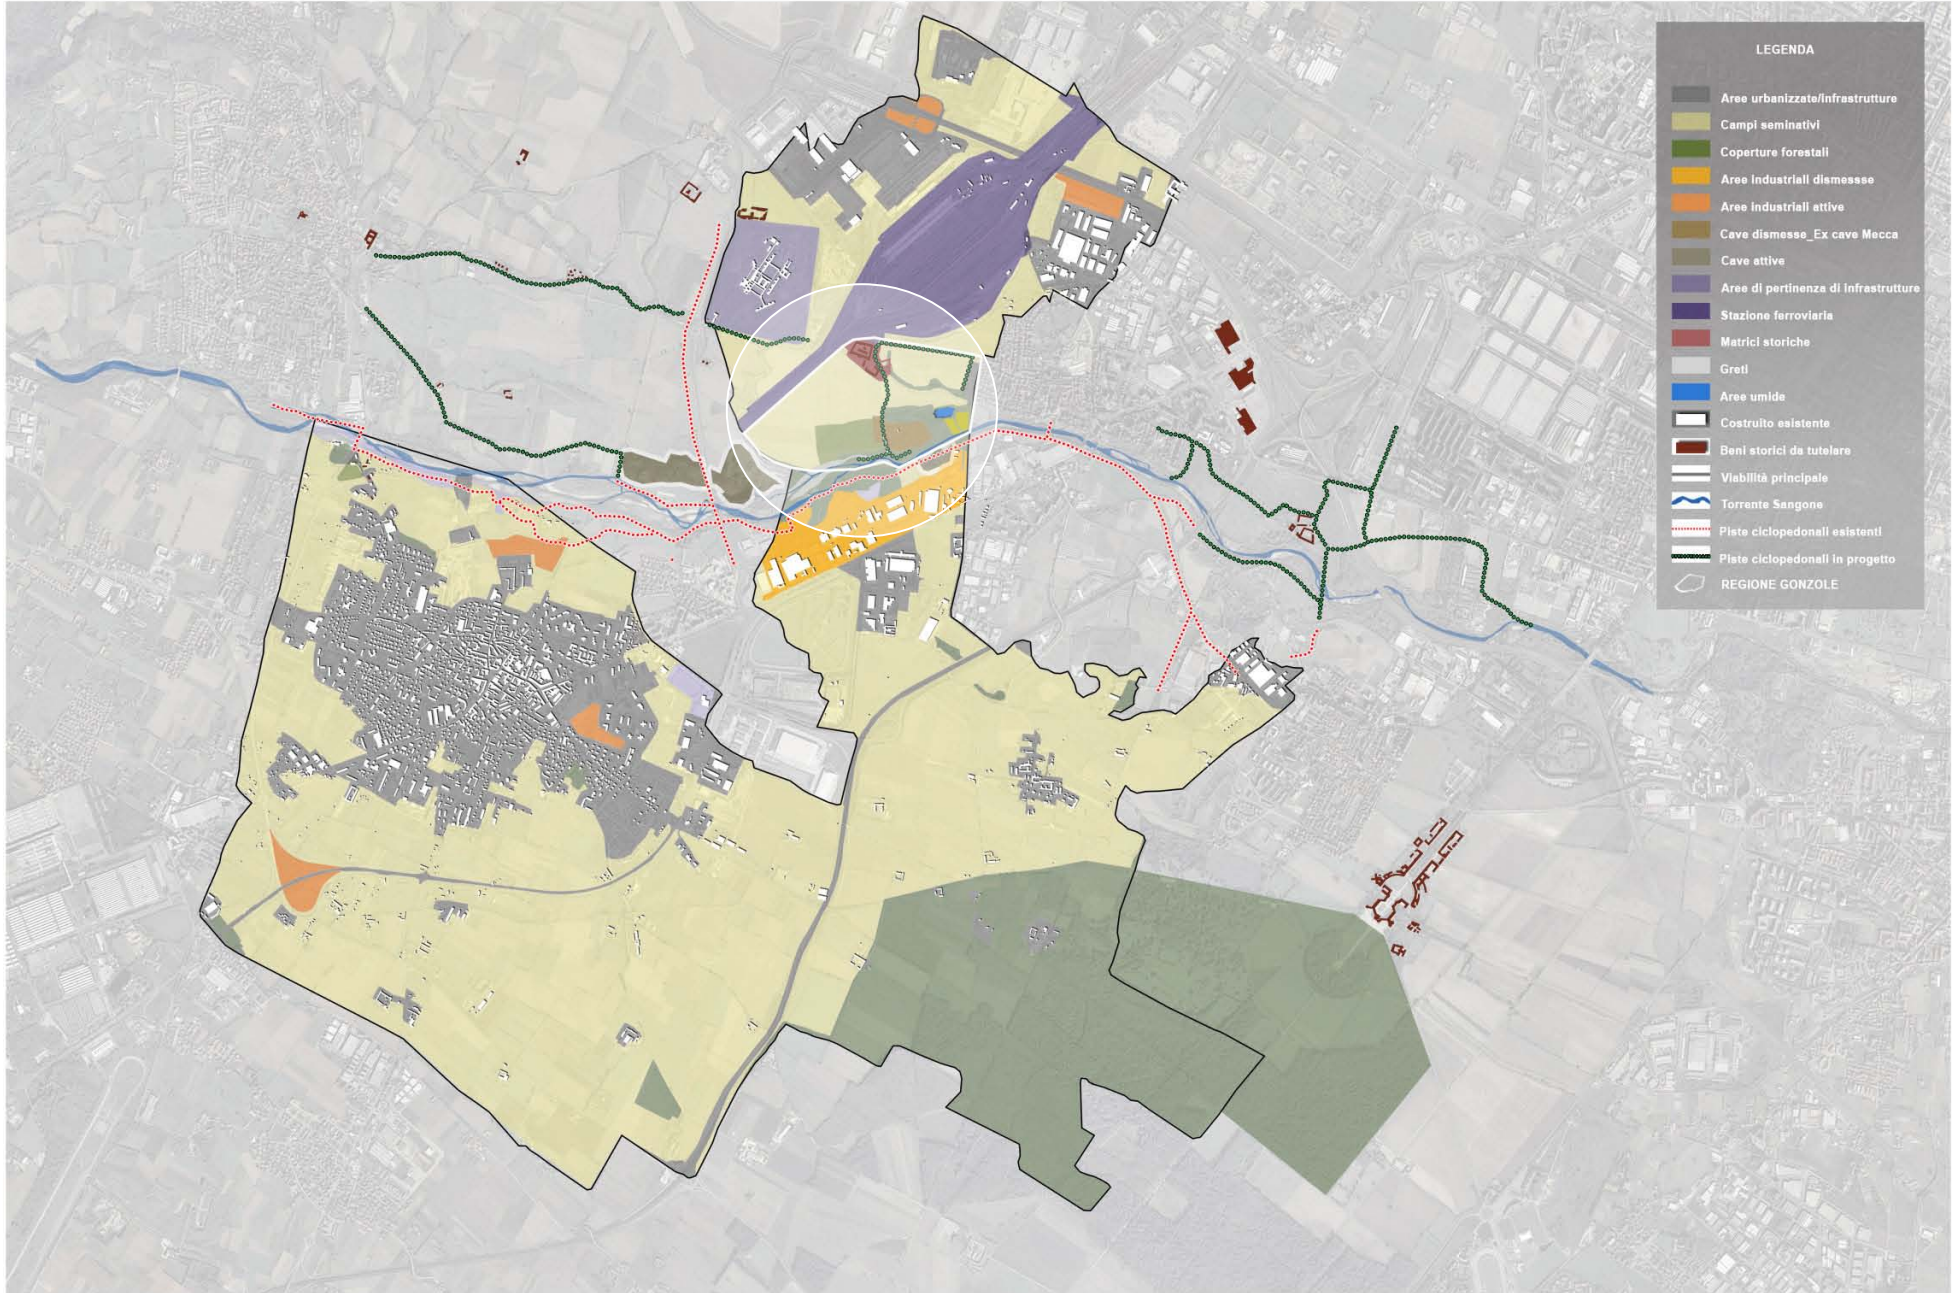 LEGENDA
Aree urbanizzate/infrastrutture
Campi seminativi
Coperture forestali
Aree industriali dismessse
Aree industriali attive
Cave dismesse_Ex cave Mecca
Cave attive
Aree di pertinenza di infrastrutture
Stazione ferroviaria
Matrici storiche
Greti
Aree umide
Costruito esistente
Beni storici da tutelare
Viabilità principale
Torrente Sangone
Piste ciclopedonali esistenti
Piste ciclopedonali in progetto
REGIONE GONZOLE